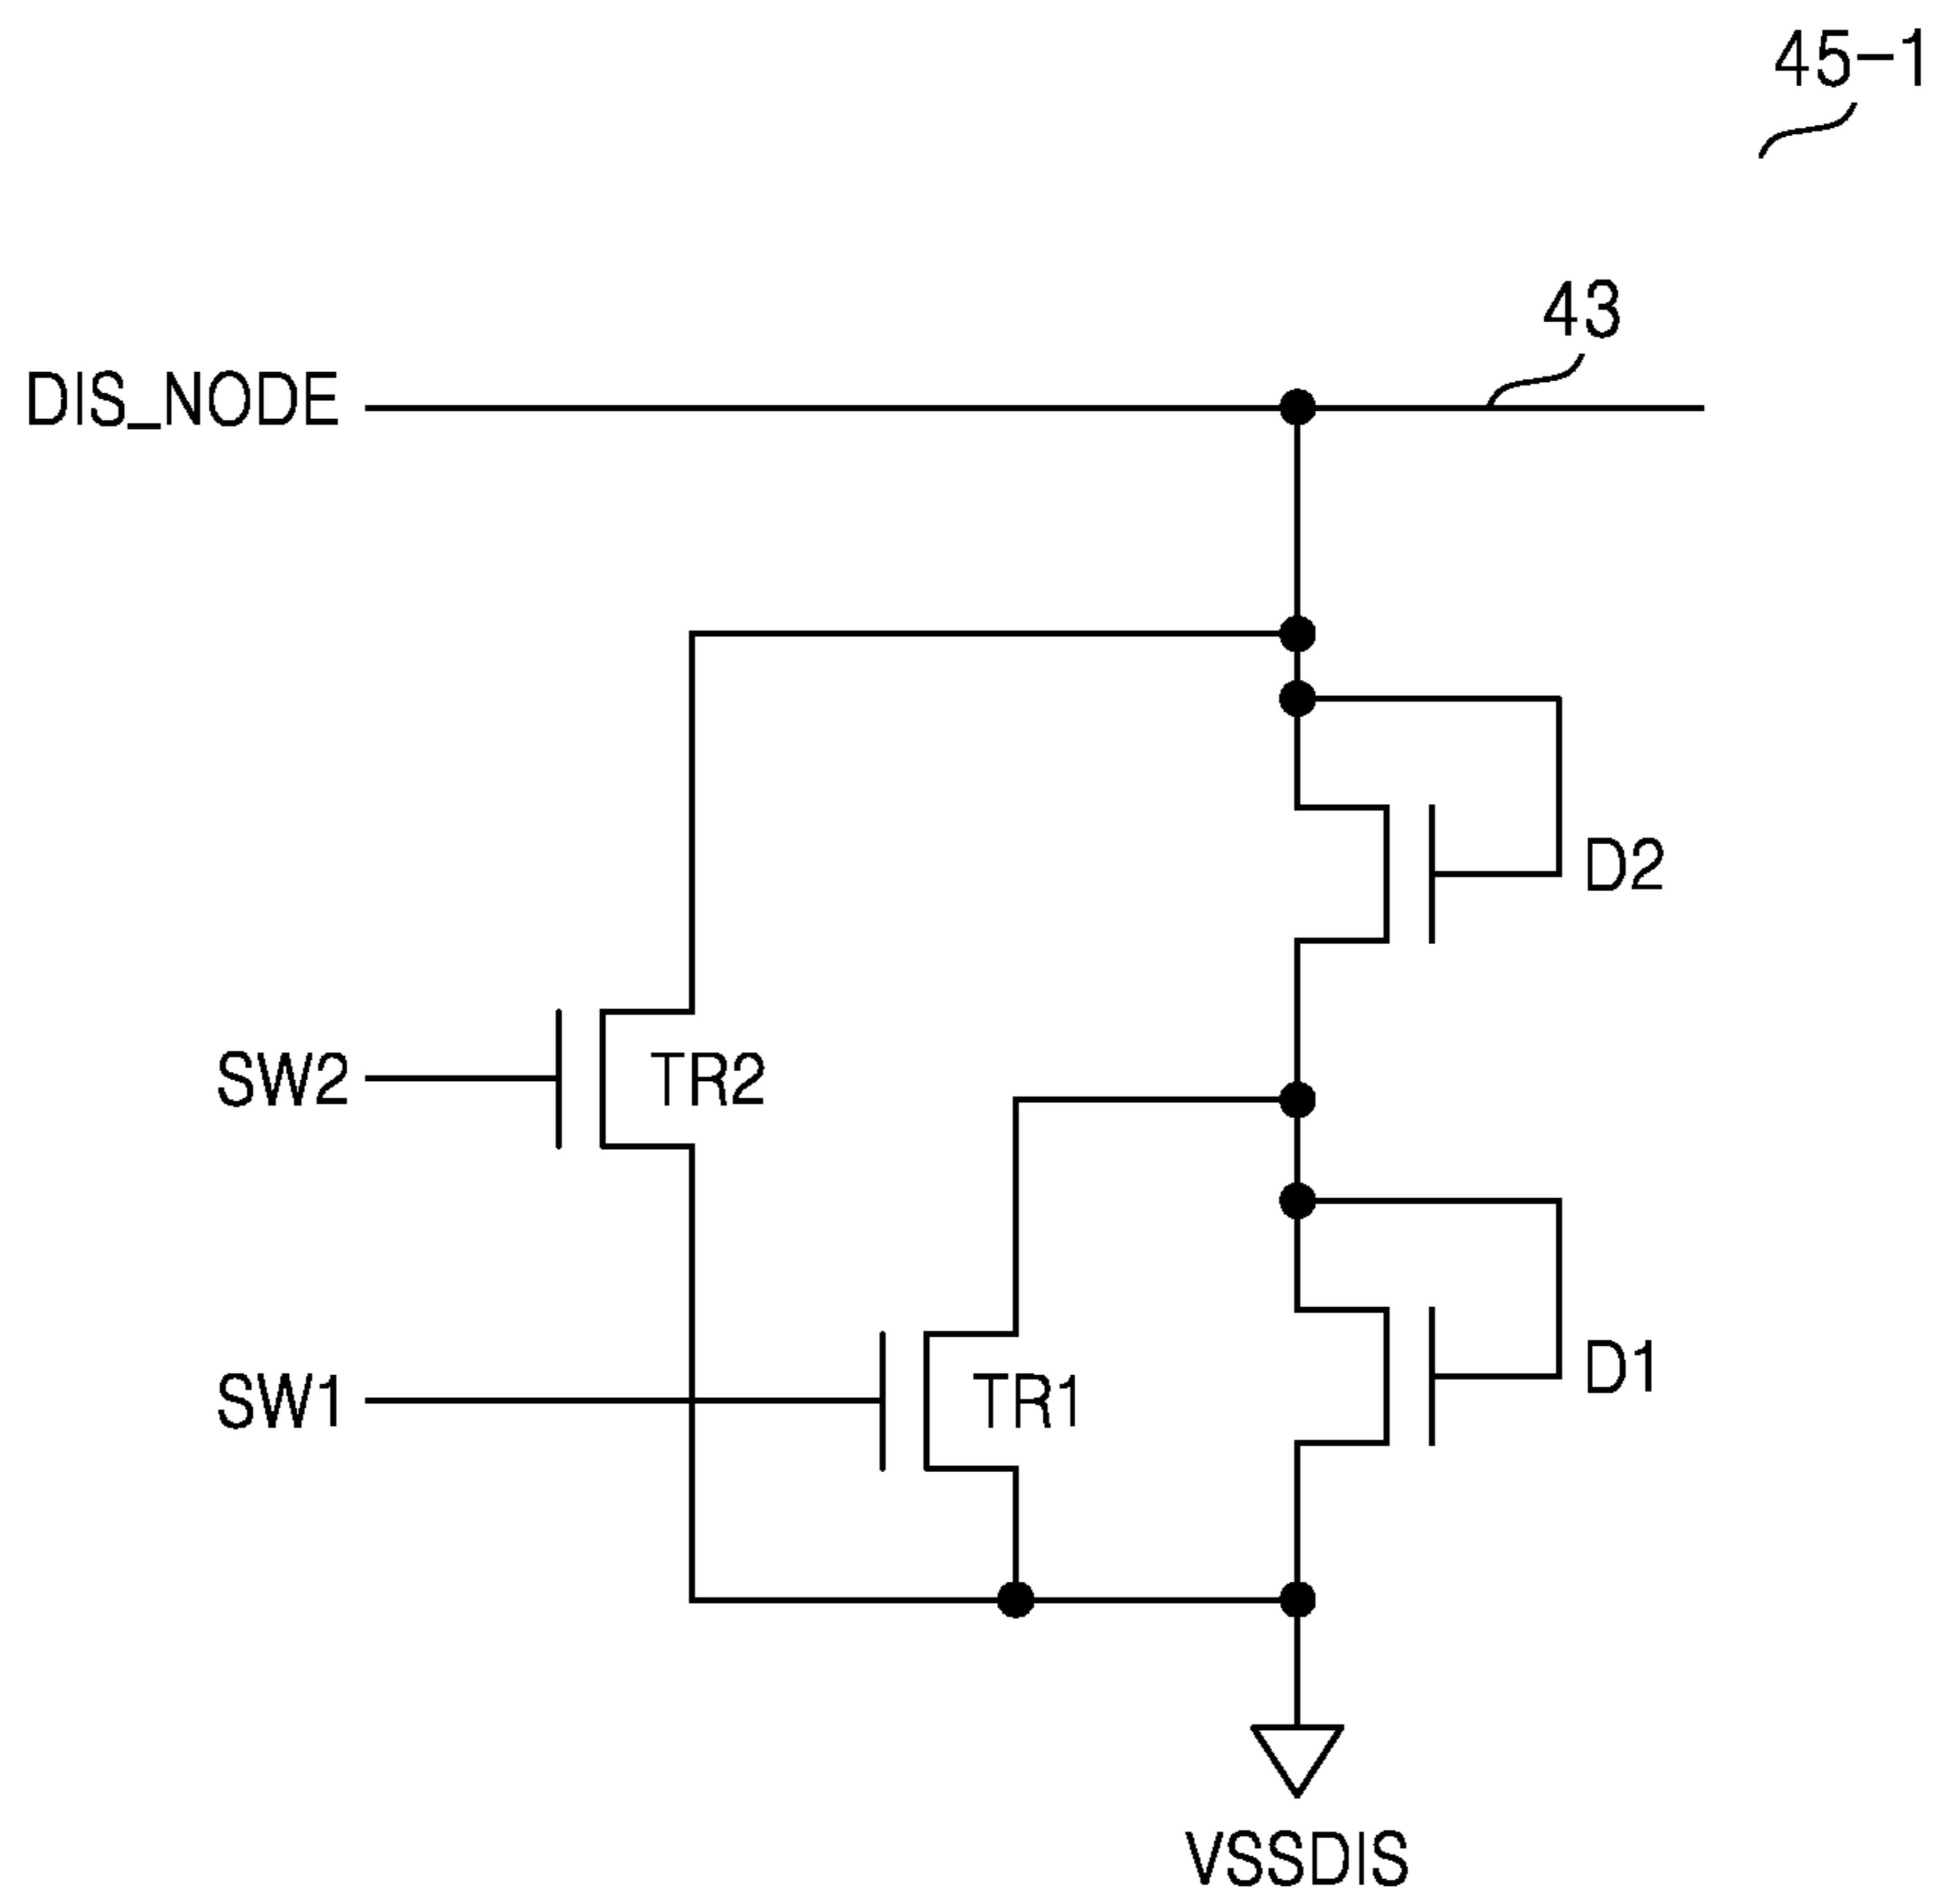 45-1
43
DIS_NODE
D2
SW2
TR2
D1
SW1
TR1
VSSDIS